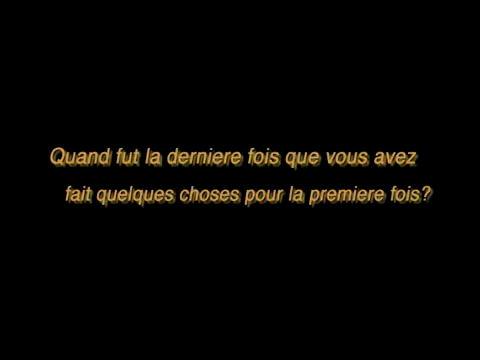 Quand fut la derniere fois que vous avez
fait quelques choses pour la premiere fois?